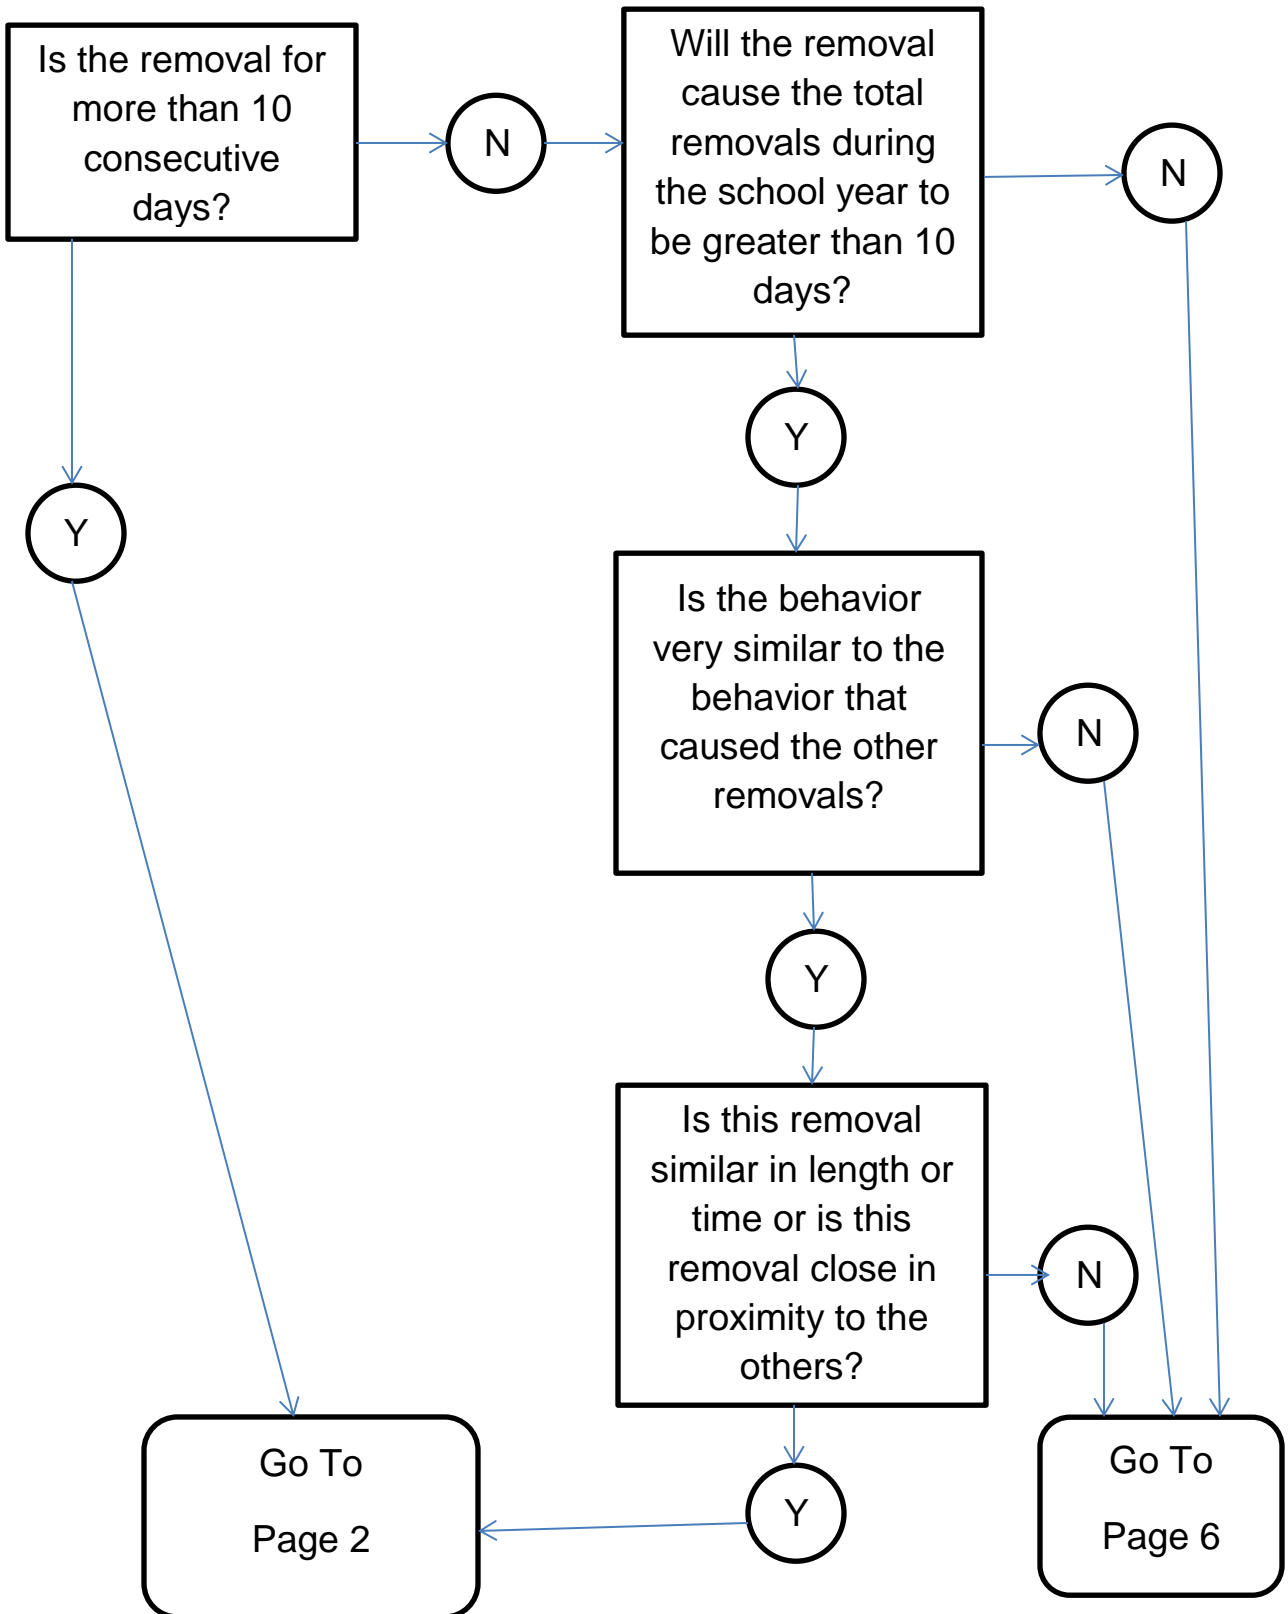 Is the removal for
more than 10
consecutive
days?
N
Will the removal
cause the total
removals during
the school year to
be greater than 10
days?
N
Y
Y
Is the behavior
very similar to the
behavior that
caused the other
removals?
N
Y
Is this removal
similar in length or
time or is this
removal close in
proximity to the
others?
N
Y
Go To
Page 2
Go To
Page 6